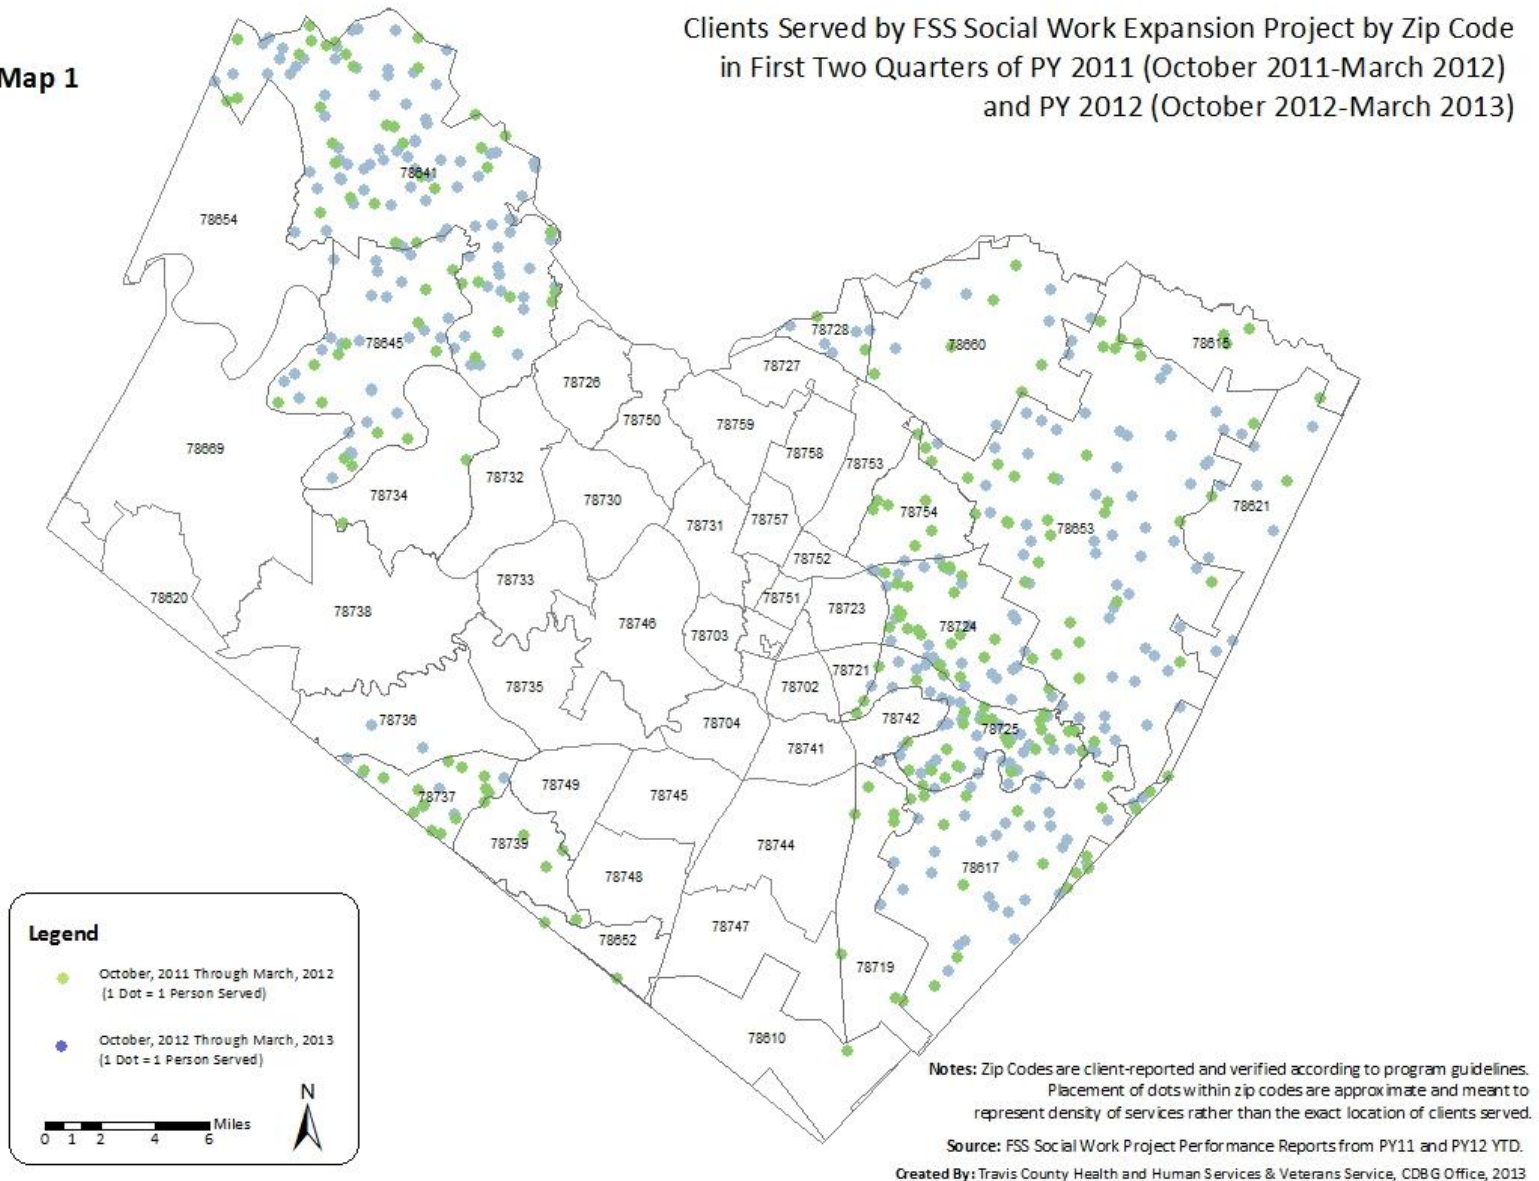 Clients Served by FSS Social Work Expansion Project by Zip Code
in First Two Quarters of PY 2011 (October 2011-March 2012)
and PY 2012 (October 2012-March 2013)
Map 1
78641
78654
78645
78728
78660
78615
78727
78726
78750
78759
78669
78758
78753
78732
78734
78730
78731
78757
78754
78653
78621
78752
78733
78751
78723
78620
78738
78746
78703
78724
78721
78735
78702
78736
78704
78742
78725
78741
78749
78737
78745
78739
78744
78748
78617
78747
78652
78719
78610
Legend
October, 2011 Through March, 2012
(1 Dot = 1 Person Served)
October, 2012 Through March, 2013
(1 Dot = 1 Person Served)
N
Miles
0 1 2 4 6
Notes: Zip Codes are client-reported and verified according to program guidelines.
Placement of dots within zip codes are approximate and meant to
represent density of services rather than the exact location of clients served.
Source: FSS Social Work Project Performance Reports from PY11 and PY12 YTD.
Created By: Travis County Health and Human Services & Veterans Service, CDBG Office, 2013